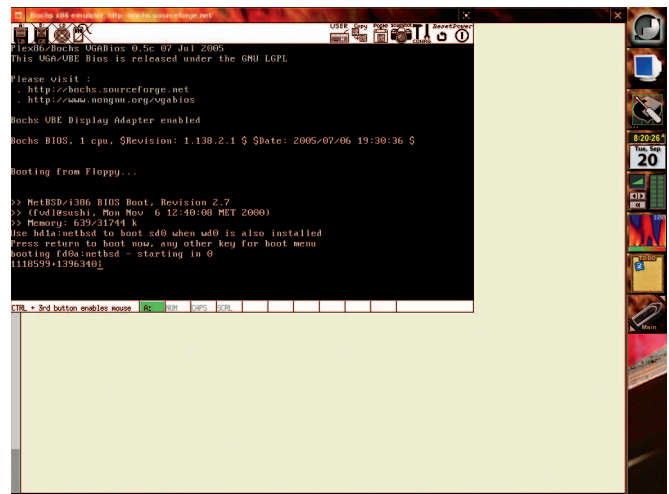 Bochs x86 emulator, http://bochs.sourceforge.net/
A: B: CD
USER Copy Paste Snapshot CONFIG Reset Power
Plex86/Bochs VGABios 0.5c 07 Jul 2005
This VGA/VBE Bios is released under the GNU LGPL
Please visit :
. http://bochs.sourceforge.net
. http://www.nongnu.org/vgabios
Bochs VBE Display Adapter enabled
Bochs BIOS, 1 cpu, $Revision: 1.138.2.1 $ $Date: 2005/07/06 19:30:36 $
Booting from Floppy...
>> NetBSD/i386 BIOS Boot, Revision 2.7
>> (fvdl@sushi, Mon Nov  6 12:40:08 MET 2000)
>> Memory: 639/31744 k
Use hd1a:netbsd to boot sd0 when wd0 is also installed
Press return to boot now, any other key for boot menu
booting fd0a:netbsd - starting in 0
1118599+1396340
CTRL + 3rd button enables mouse A: NUM CAPS SCRL
8:20:26
Tue, Sep
20
100
TO DO
2
Main